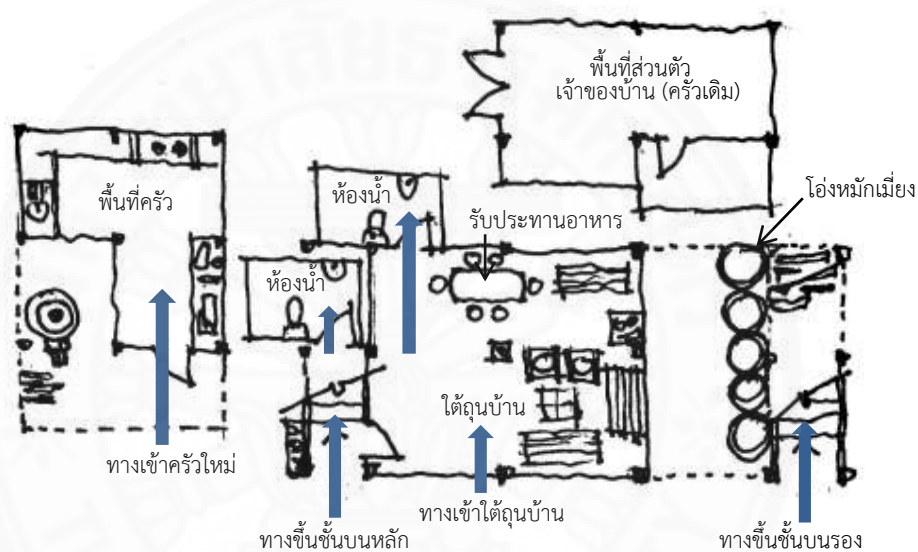 พื้นที่ส่วนตัว
เจ้าของบ้าน (ครัวเดิม)
โอ่งหมักเมี่ยง
ห้องน้ำ
พื้นที่ครัว
รับประทานอาหาร
ห้องน้ำ
ใต้ถุนบ้าน
ทางเข้าครัวใหม่
ทางเข้าใต้ถุนบ้าน
ทางขึ้นชั้นบนหลัก
ทางขึ้นชั้นบนรอง